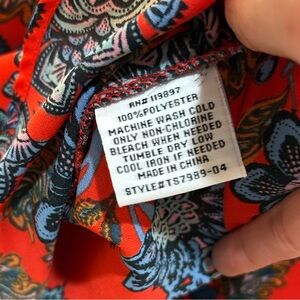 RN# 119897
100% POLYESTER
MACHINE WASH COLD
ONLY NON-CHLORINE
BLEACH WHEN NEEDED
TUMBLE DRY LOW
COOL IRON IF NEEDED
MADE IN CHINA
STYLE#TS7989-04